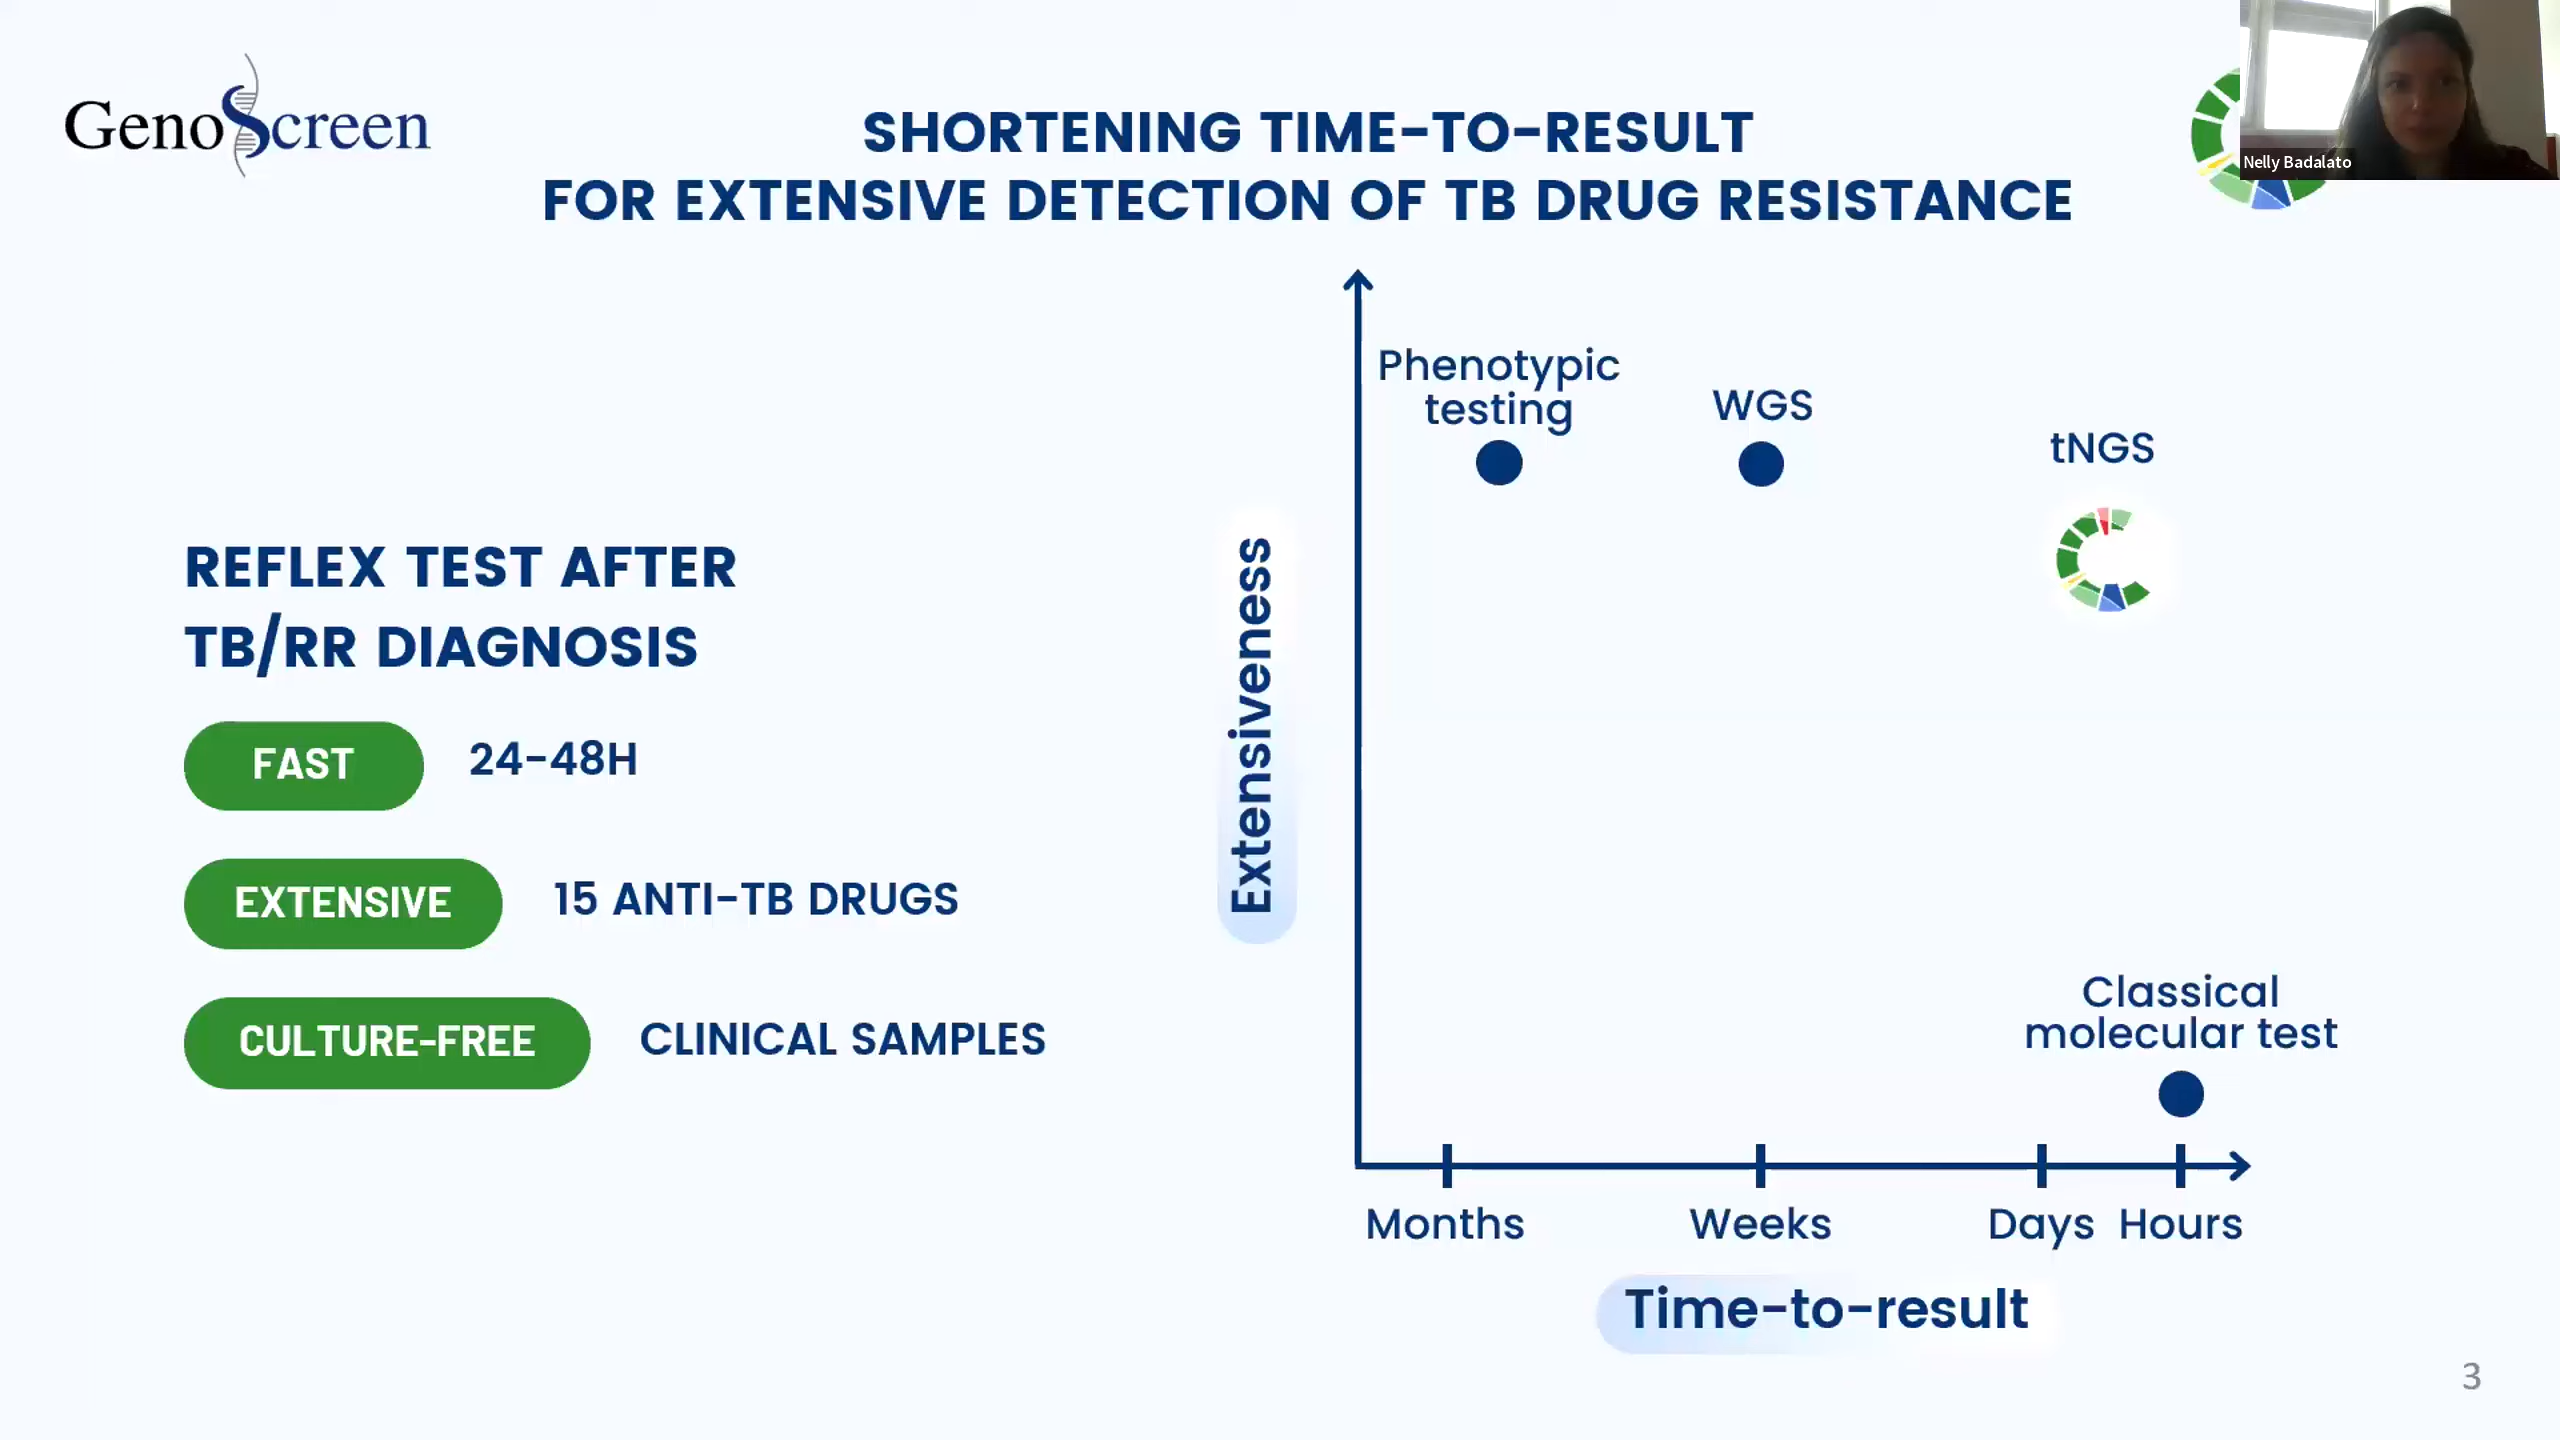 GenoScreen
SHORTENING TIME-TO-RESULT
FOR EXTENSIVE DETECTION OF TB DRUG RESISTANCE
Nelly Badalato
REFLEX TEST AFTER
TB/RR DIAGNOSIS
FAST 24-48H
EXTENSIVE 15 ANTI-TB DRUGS
CULTURE-FREE CLINICAL SAMPLES
Extensiveness
Phenotypic
testing
WGS
tNGS
Classical
molecular test
Months Weeks Days Hours
Time-to-result
3